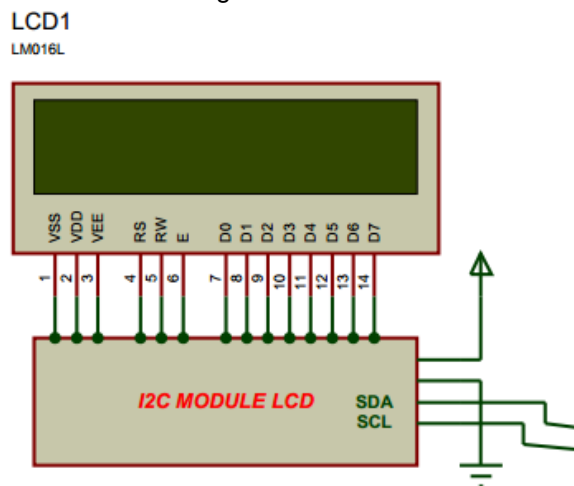 LCD1
LM016L
VSS
VDD
VEE
RS
RW
E
D0
D1
D2
D3
D4
D5
D6
D7
1
2
3
4
5
6
7
8
9
10
11
12
13
14
I2C MODULE LCD
SDA
SCL